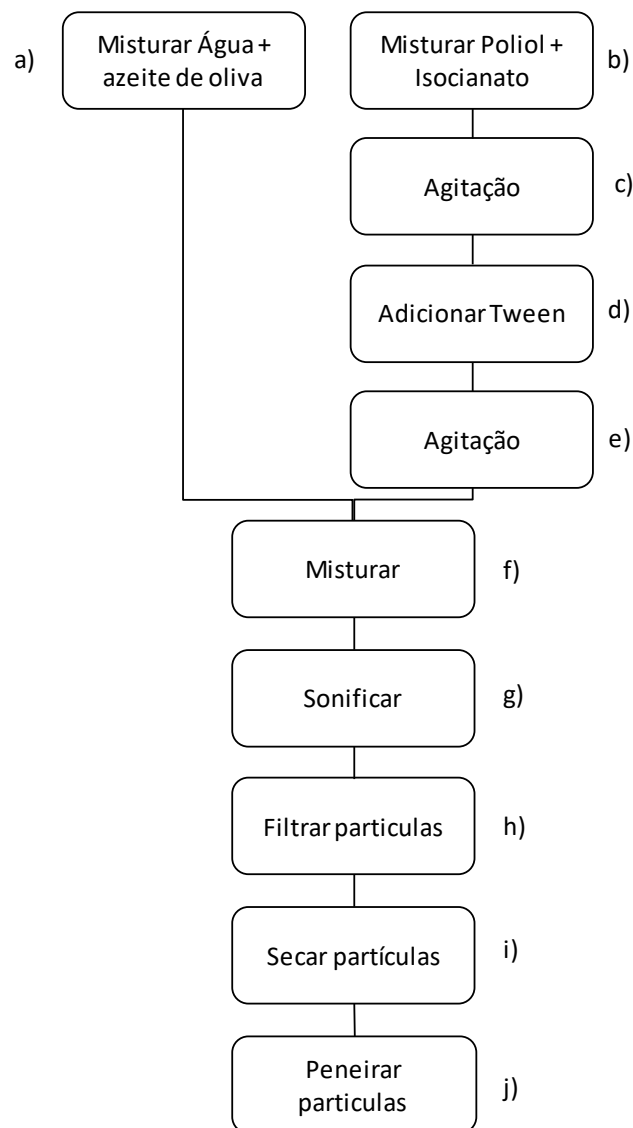 a)
Misturar Água +
azeite de oliva
Misturar Poliol +
Isocianato
b)
Agitação
c)
Adicionar Tween
d)
Agitação
e)
Misturar
f)
Sonificar
g)
Filtrar particulas
h)
Secar partículas
i)
Peneirar
particulas
j)